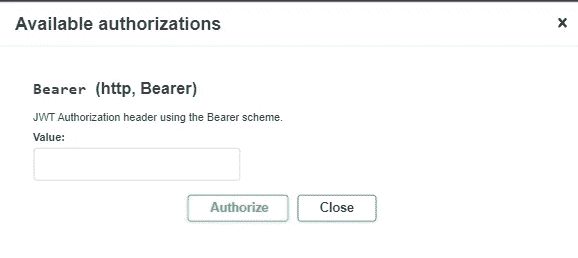 Available authorizations
Bearer (http, Bearer)
JWT Authorization header using the Bearer scheme.
Value:
Authorize Close